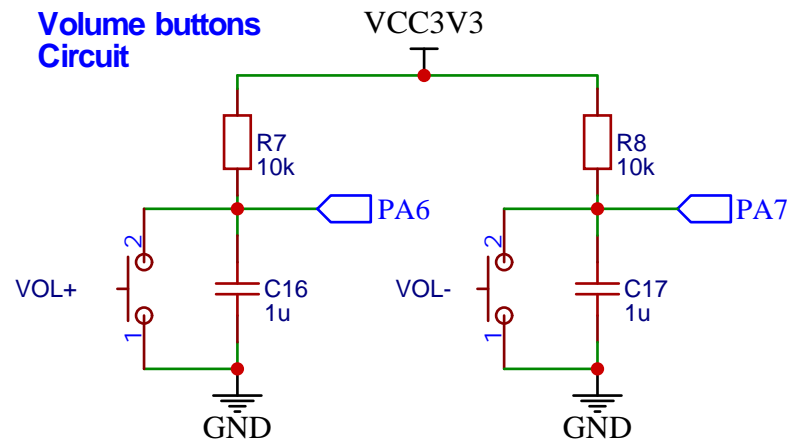 Volume buttons
Circuit
VCC3V3
R7
10k
R8
10k
PA6
PA7
2
VOL+
1
C16
1u
2
VOL-
1
C17
1u
GND
GND